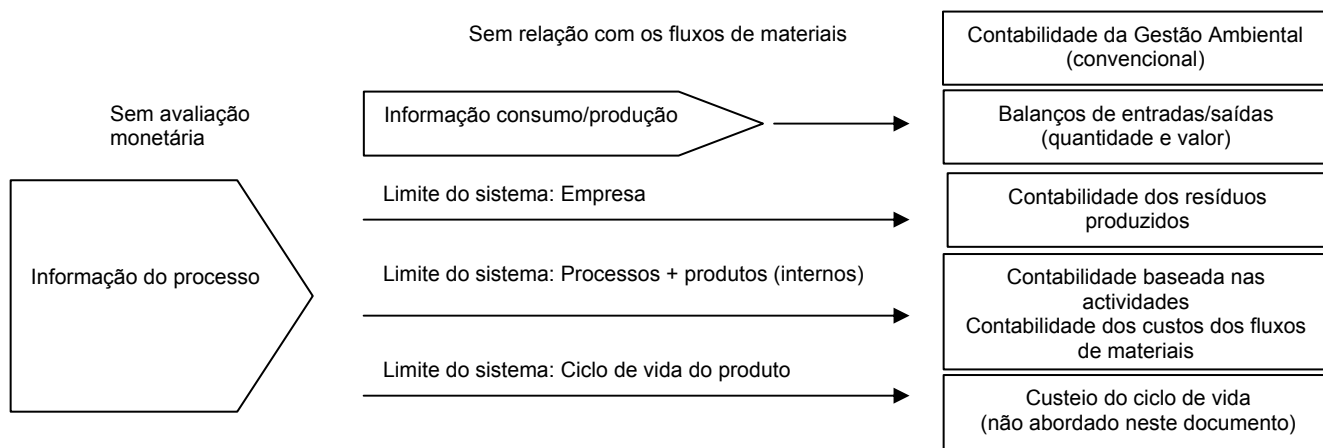 Sem relação com os fluxos de materiais
Contabilidade da Gestão Ambiental
(convencional)
Sem avaliação
monetária
Informação consumo/produção
Balanços de entradas/saídas
(quantidade e valor)
Informação do processo
Limite do sistema: Empresa
Contabilidade dos resíduos
produzidos
Limite do sistema: Processos + produtos (internos)
Contabilidade baseada nas
actividades
Contabilidade dos custos dos fluxos
de materiais
Limite do sistema: Ciclo de vida do produto
Custeio do ciclo de vida
(não abordado neste documento)